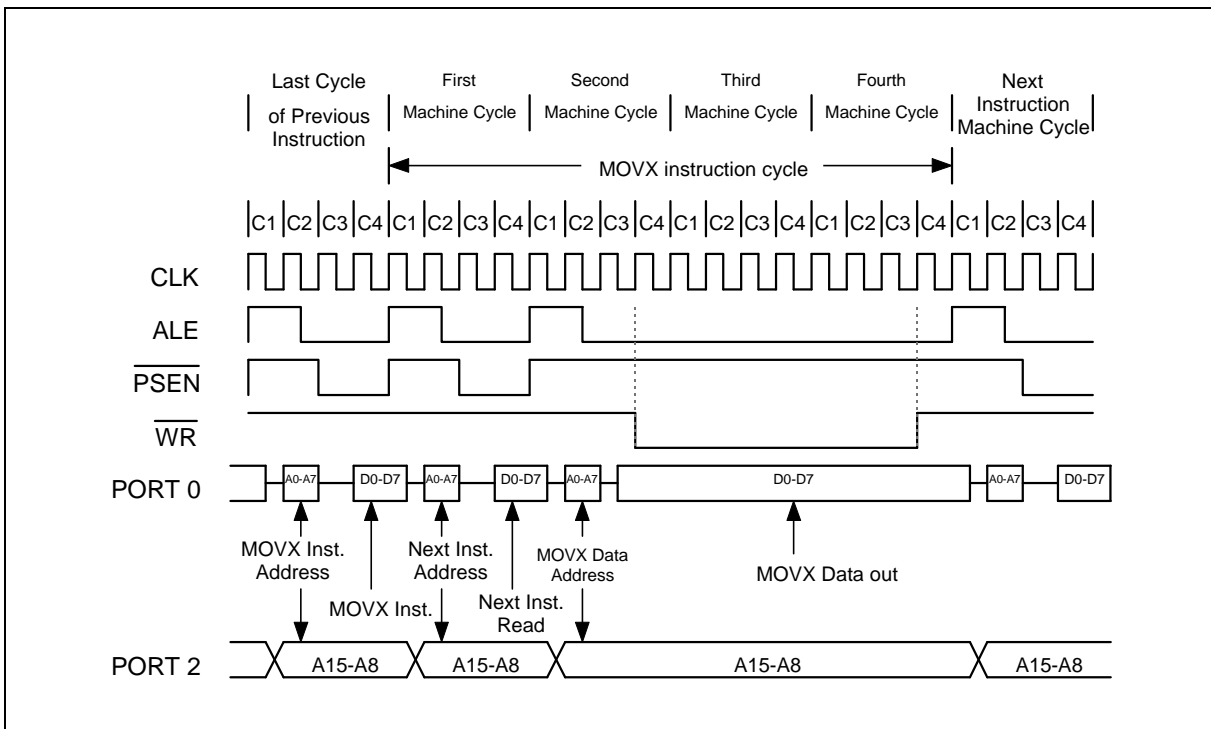 Last Cycle First Second Third Fourth Next
of Previous Machine Cycle Machine Cycle Machine Cycle Machine Cycle Instruction
Instruction Machine Cycle
MOVX instruction cycle
C1 C2 C3 C4 C1 C2 C3 C4 C1 C2 C3 C4 C1 C2 C3 C4 C1 C2 C3 C4 C1 C2 C3 C4
CLK
ALE
PSEN
WR
PORT 0 A0-A7 D0-D7 A0-A7 D0-D7 A0-A7 D0-D7 A0-A7 D0-D7
MOVX Inst. Next Inst. MOVX Data MOVX Data out
Address Address Address
MOVX Inst. Next Inst.
Read
PORT 2 A15-A8 A15-A8 A15-A8 A15-A8